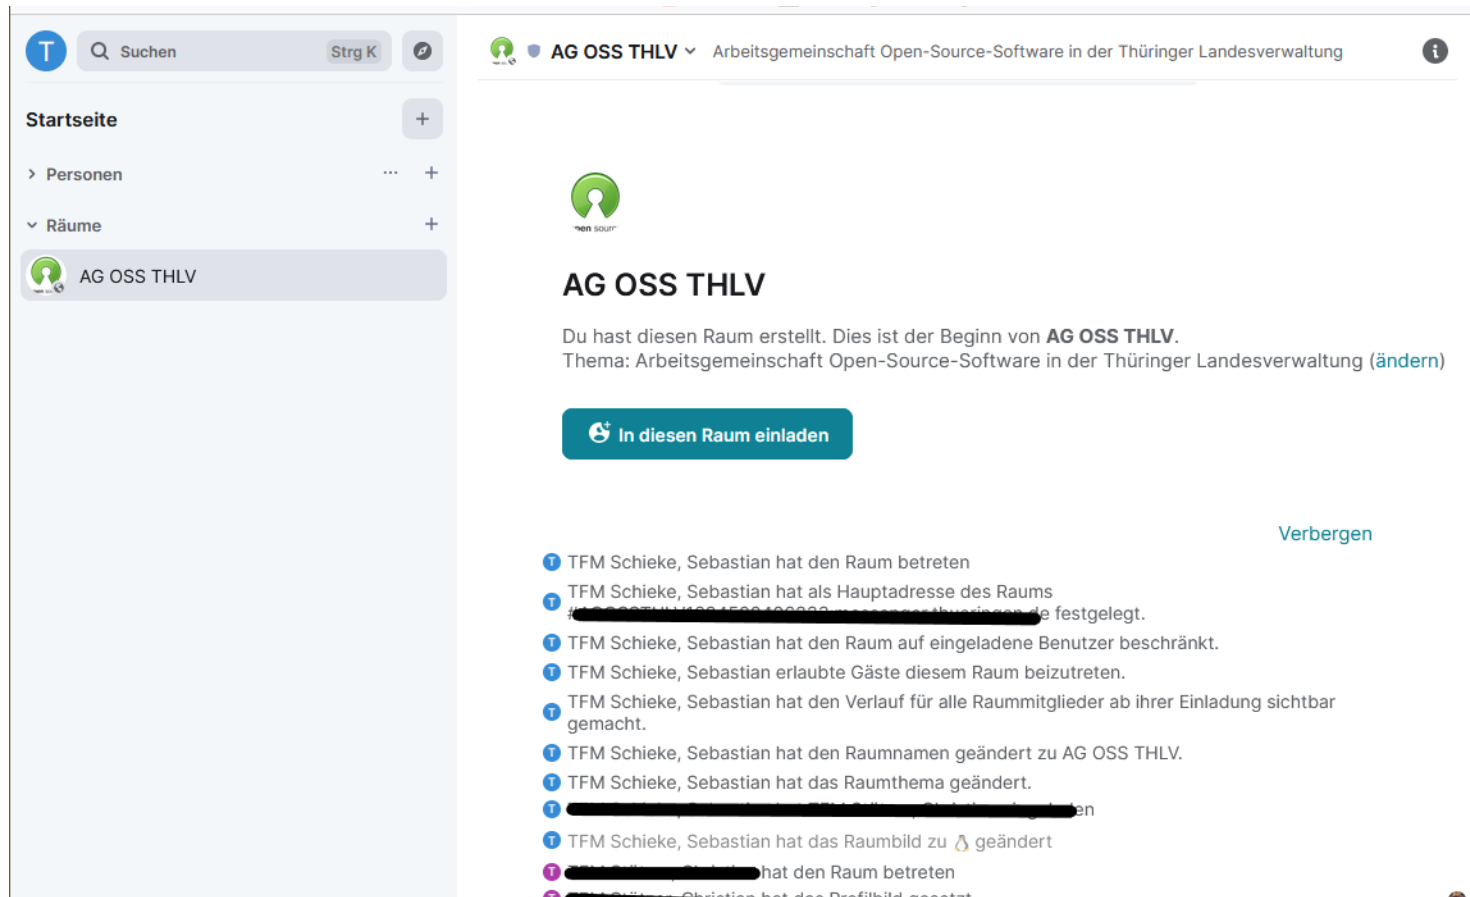 T
Suchen
Strg K
AG OSS THLV
Arbeitsgemeinschaft Open-Source-Software in der Thüringer Landesverwaltung
Startseite
Personen
Räume
AG OSS THLV
AG OSS THLV
Du hast diesen Raum erstellt. Dies ist der Beginn von AG OSS THLV.
Thema: Arbeitsgemeinschaft Open-Source-Software in der Thüringer Landesverwaltung (ändern)
In diesen Raum einladen
Verbergen
T TFM Schieke, Sebastian hat den Raum betreten
T TFM Schieke, Sebastian hat als Hauptadresse des Raums
festgelegt.
T TFM Schieke, Sebastian hat den Raum auf eingeladene Benutzer beschränkt.
T TFM Schieke, Sebastian erlaubte Gäste diesem Raum beizutreten.
T TFM Schieke, Sebastian hat den Verlauf für alle Raummitglieder ab ihrer Einladung sichtbar
gemacht.
T TFM Schieke, Sebastian hat den Raumnamen geändert zu AG OSS THLV.
T TFM Schieke, Sebastian hat das Raumthema geändert.
T
T TFM Schieke, Sebastian hat das Raumbild zu geändert
T hat den Raum betreten
hat das Profilbild gesetzt